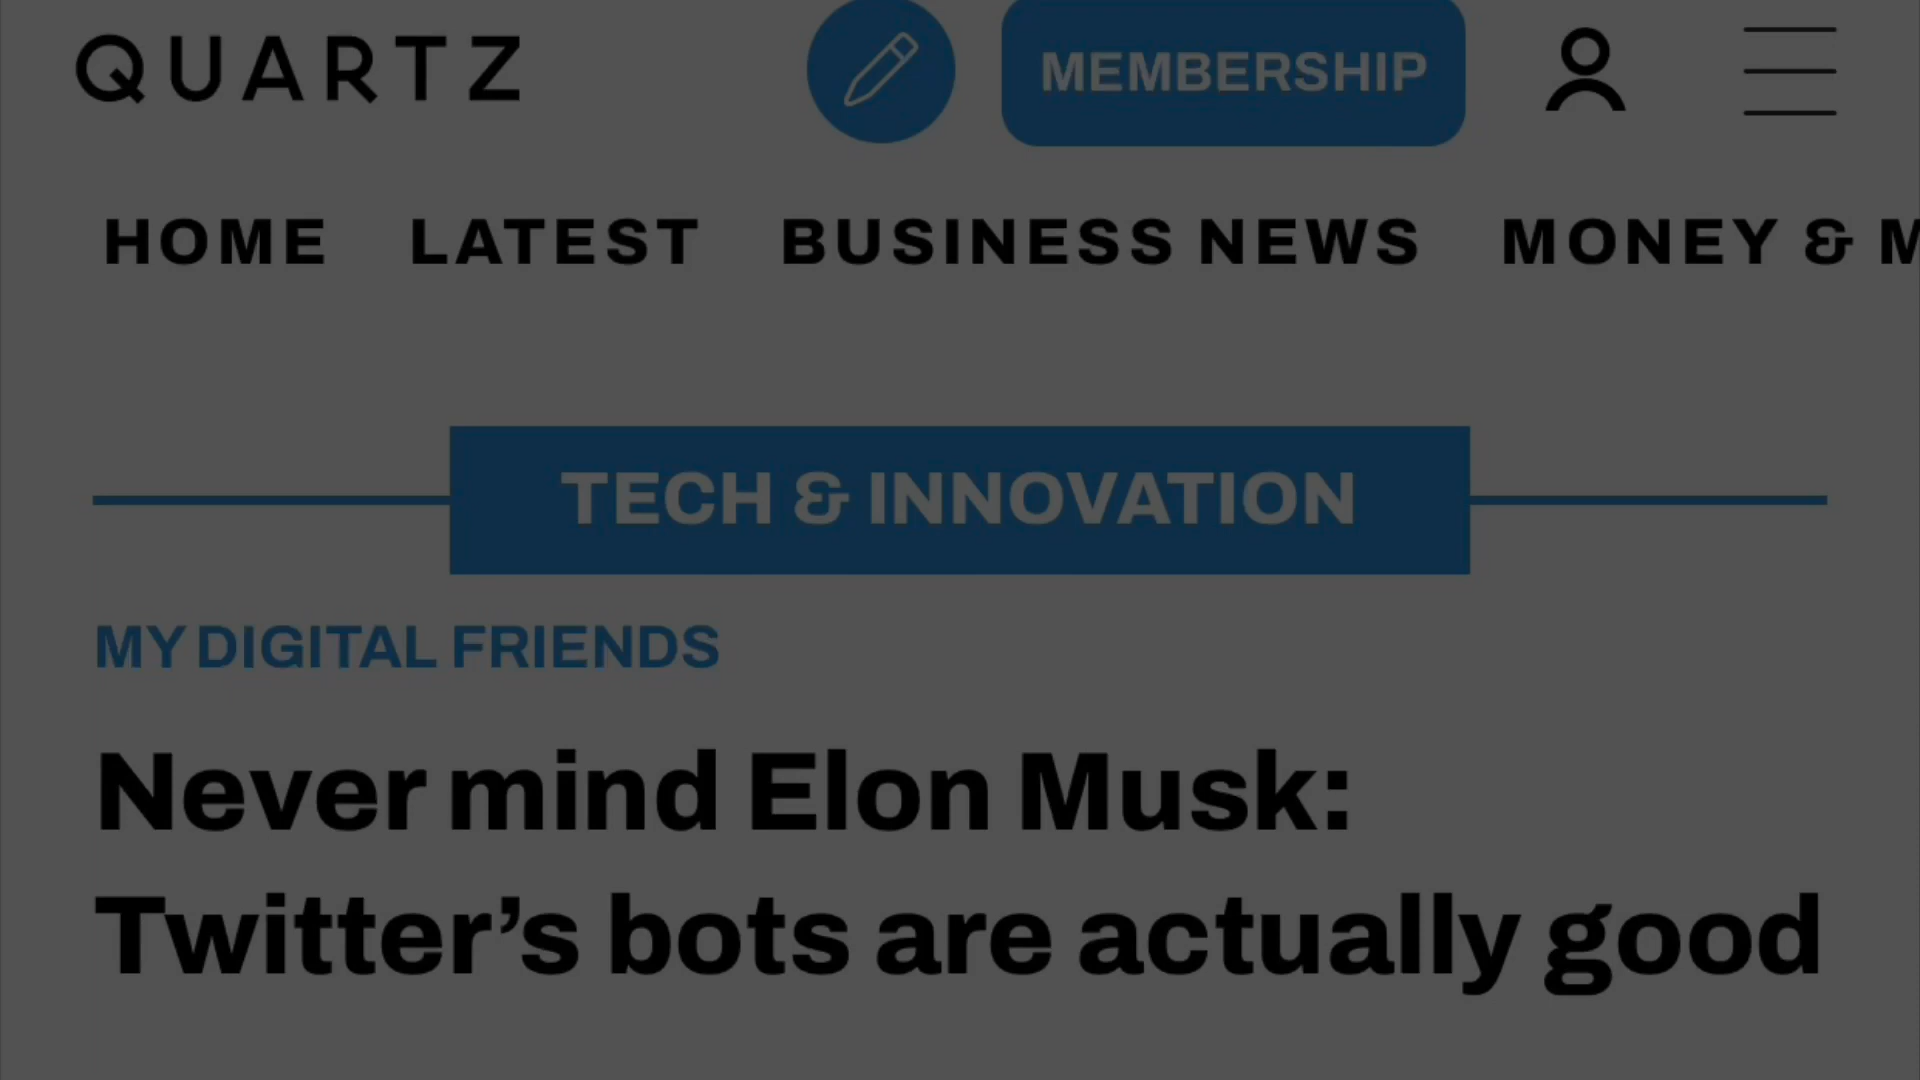 QUARTZ
MEMBERSHIP
HOME LATEST BUSINESS NEWS MONEY & M
TECH & INNOVATION
MY DIGITAL FRIENDS
Never mind Elon Musk:
Twitter’s bots are actually good